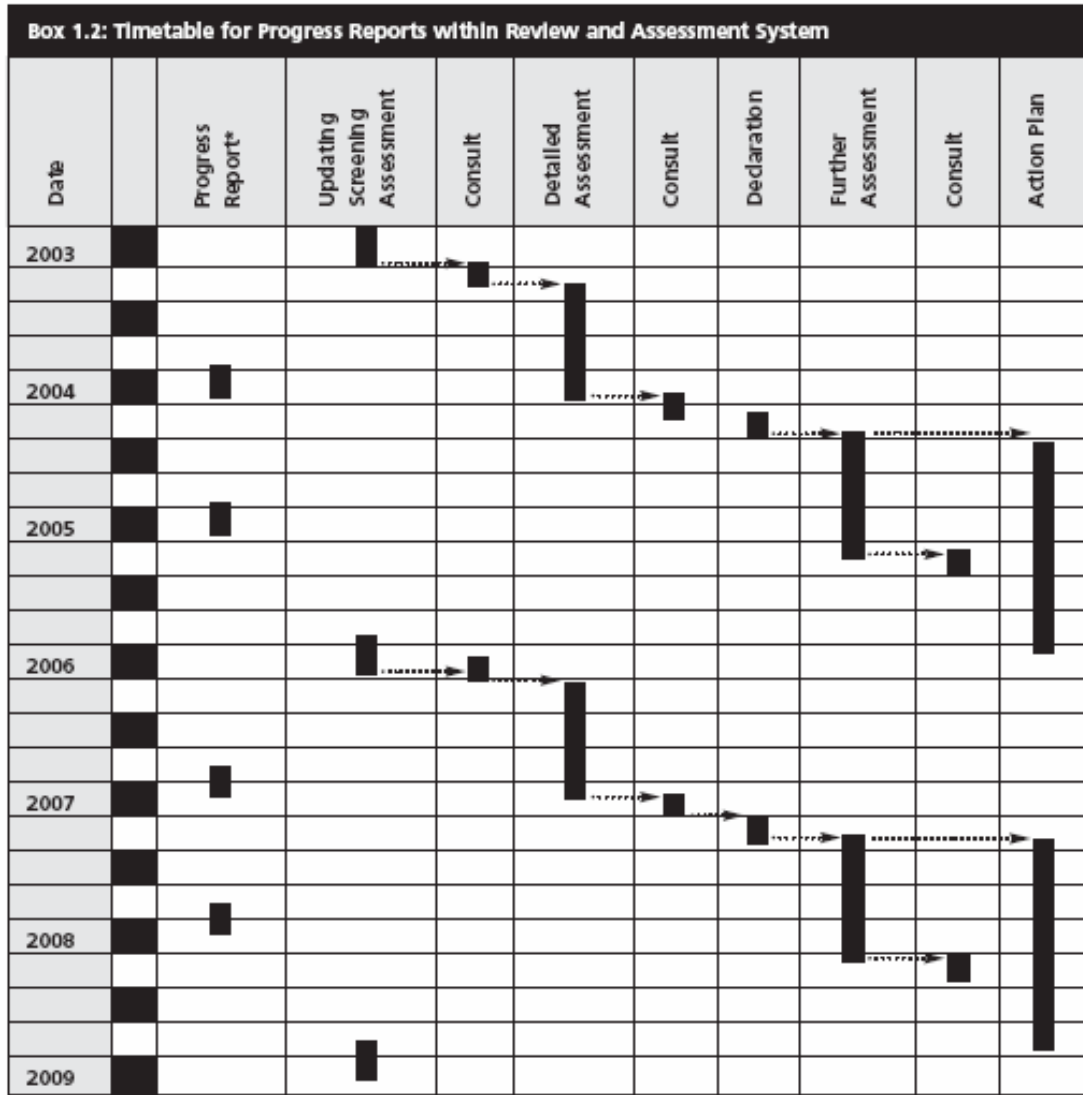 Box 1.2: Timetable for Progress Reports within Review and Assessment System
Date
Progress
Report*
Updating
Screening
Assessment
Consult
Detailed
Assessment
Consult
Declaration
Further
Assessment
Consult
Action Plan
2003
2004
2005
2006
2007
2008
2009